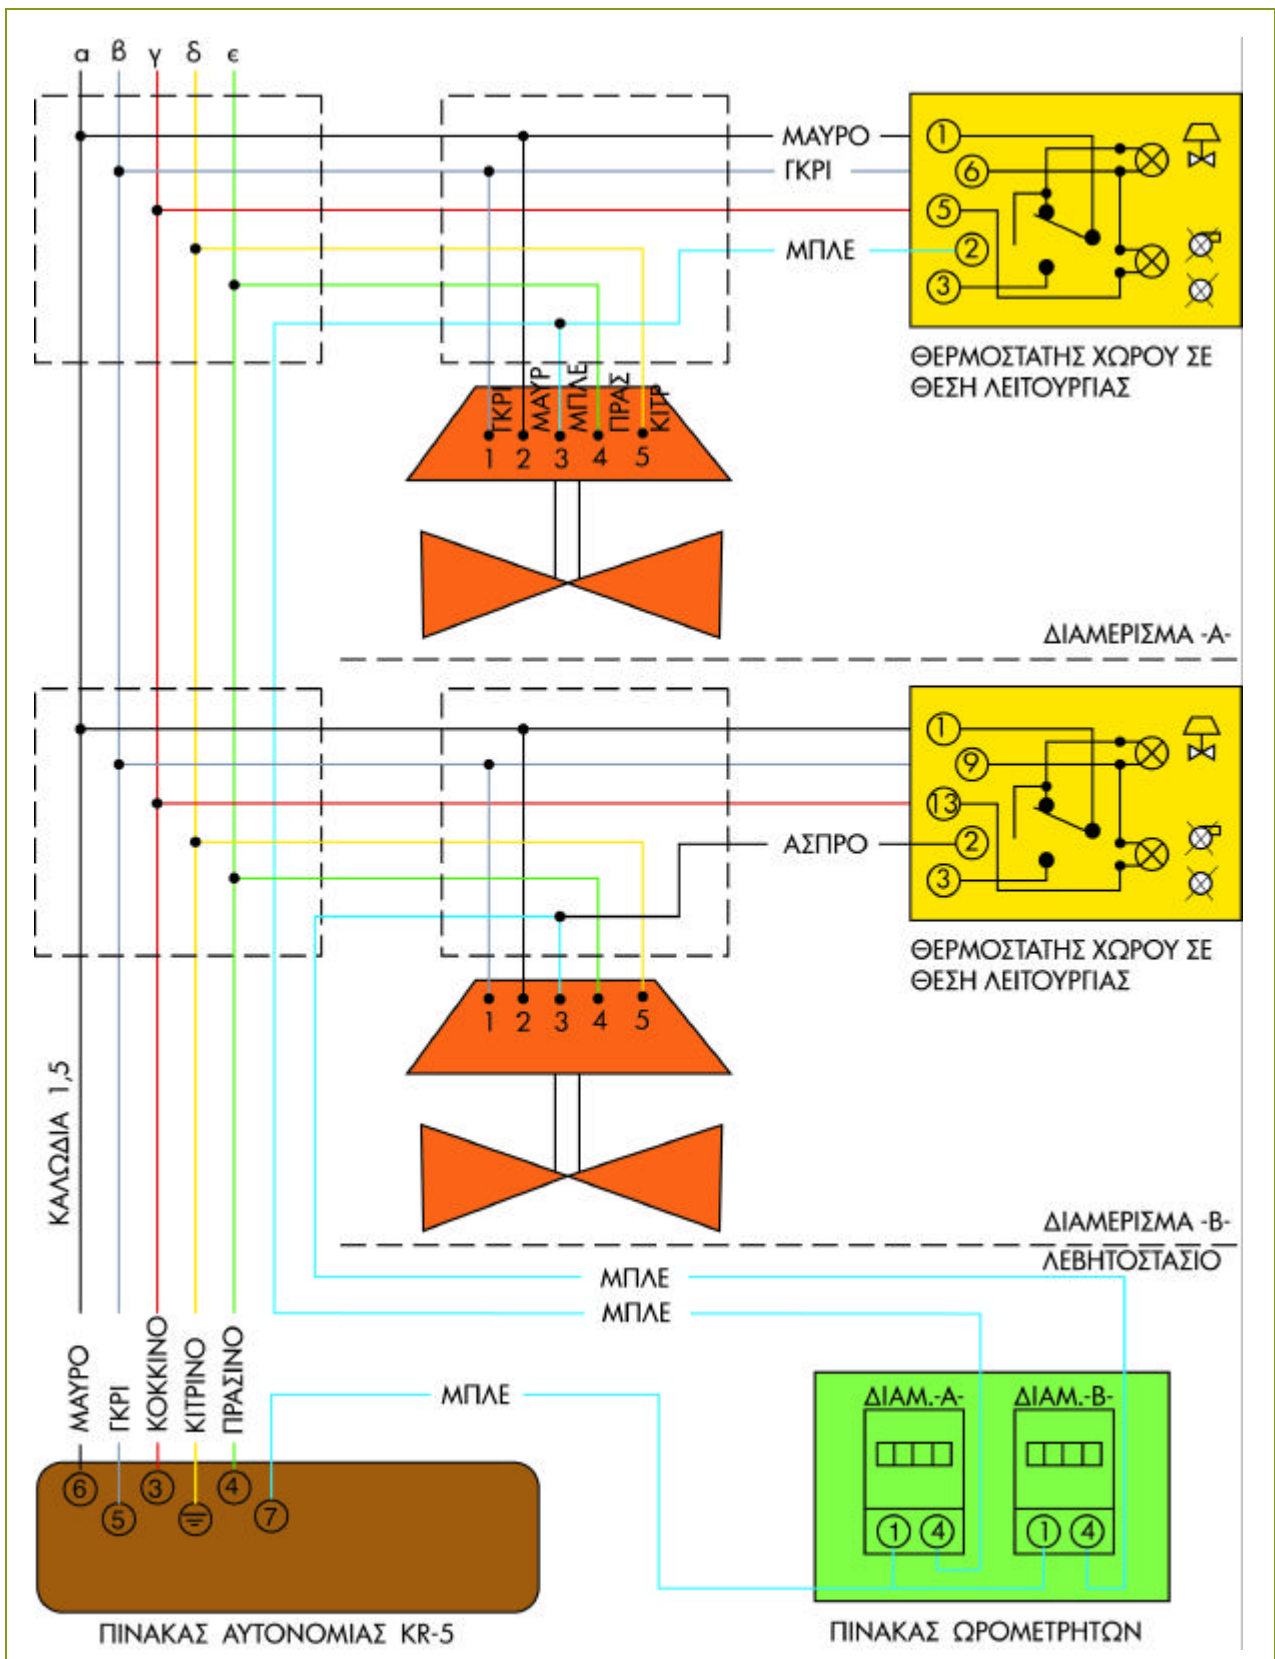 α β γ δ ε
ΜΑΥΡΟ
ΓΚΡΙ
ΜΠΛΕ
1
6
5
2
3
ΘΕΡΜΟΣΤΑΤΗΣ ΧΩΡΟΥ ΣΕ
ΘΕΣΗ ΛΕΙΤΟΥΡΓΙΑΣ
ΓΚΡΙ
ΜΑΥΡ
ΜΠΛΕ
ΠΡΑΣ
ΚΙΤΡ
1 2 3 4 5
ΔΙΑΜΕΡΙΣΜΑ -Α-
1
9
13
2
3
ΑΣΠΡΟ
ΘΕΡΜΟΣΤΑΤΗΣ ΧΩΡΟΥ ΣΕ
ΘΕΣΗ ΛΕΙΤΟΥΡΓΙΑΣ
1 2 3 4 5
ΚΑΛΩΔΙΑ 1,5
ΔΙΑΜΕΡΙΣΜΑ -Β-
ΛΕΒΗΤΟΣΤΑΣΙΟ
ΜΠΛΕ
ΜΠΛΕ
ΜΑΥΡΟ
ΓΚΡΙ
ΚΟΚΚΙΝΟ
ΚΙΤΡΙΝΟ
ΠΡΑΣΙΝΟ
ΜΠΛΕ
6
5
3
4
7
ΔΙΑΜ.-Α-
ΔΙΑΜ.-Β-
1 4
1 4
ΠΙΝΑΚΑΣ ΑΥΤΟΝΟΜΙΑΣ KR-5
ΠΙΝΑΚΑΣ ΩΡΟΜΕΤΡΗΤΩΝ